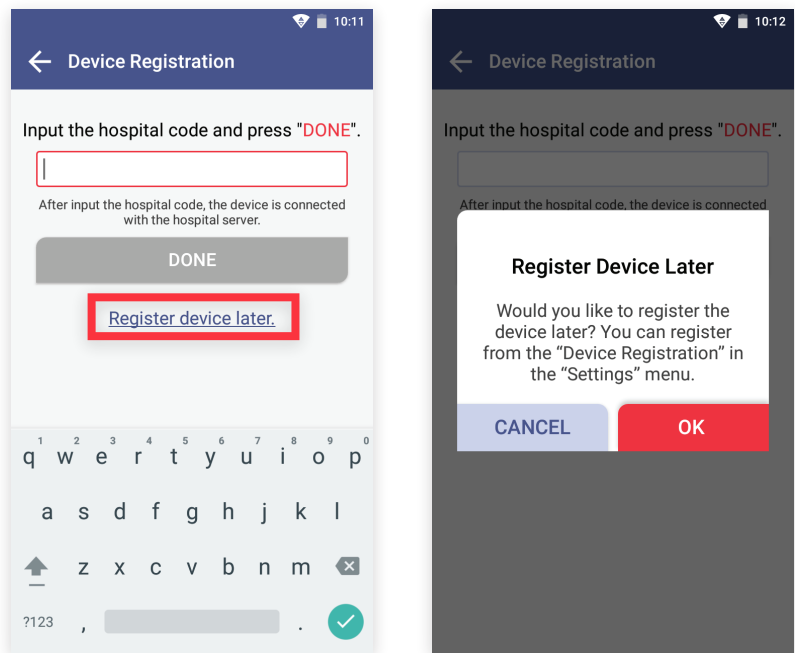 10:11
Device Registration
Input the hospital code and press "DONE".
After input the hospital code, the device is connected
with the hospital server.
DONE
Register device later.
1 2 3 4 5 6 7 8 9 0
q w e r t y u i o p
a s d f g h j k l
z x c v b n m
?123 , .
10:12
Device Registration
Input the hospital code and press "DONE".
After input the hospital code, the device is connected
Register Device Later
Would you like to register the
device later? You can register
from the “Device Registration” in
the “Settings” menu.
CANCEL OK